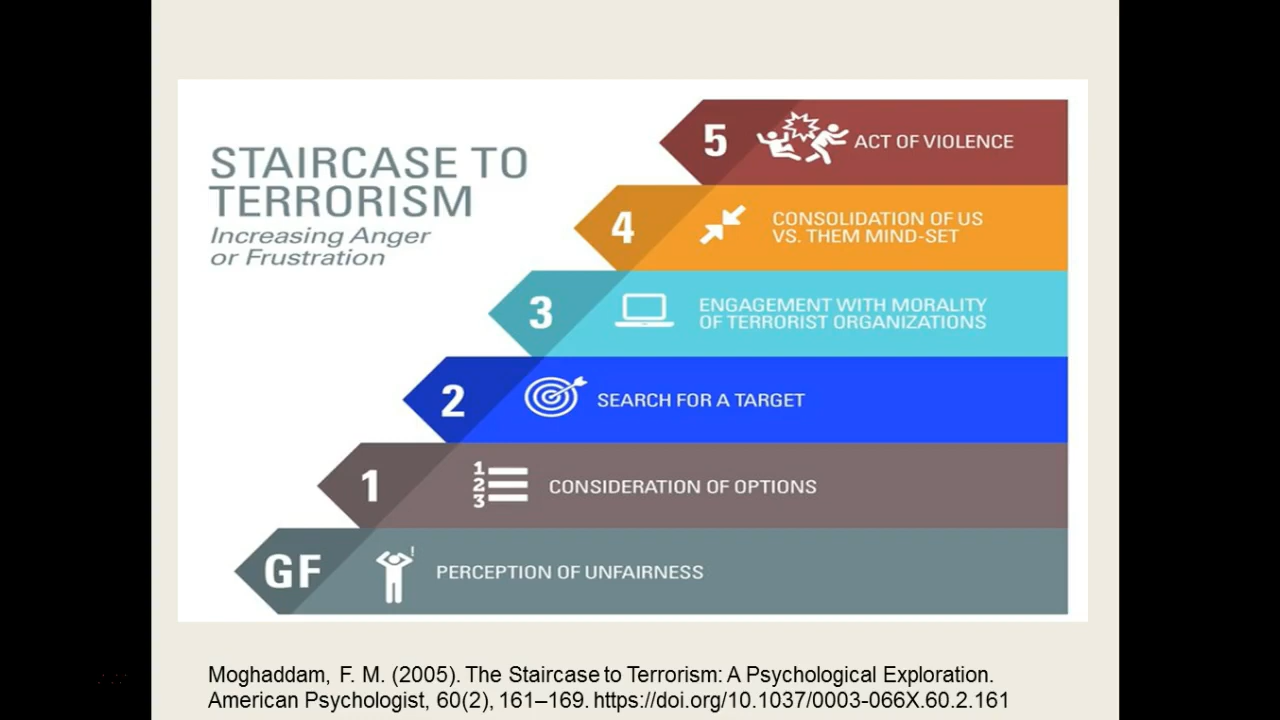 STAIRCASE TO
TERRORISM
Increasing Anger
or Frustration
5 ACT OF VIOLENCE
4 CONSOLIDATION OF US
VS. THEM MIND-SET
3 ENGAGEMENT WITH MORALITY
OF TERRORIST ORGANIZATIONS
2 SEARCH FOR A TARGET
1 1
2
3 CONSIDERATION OF OPTIONS
GF ! PERCEPTION OF UNFAIRNESS
Moghaddam, F. M. (2005). The Staircase to Terrorism: A Psychological Exploration.
American Psychologist, 60(2), 161–169. https://doi.org/10.1037/0003-066X.60.2.161